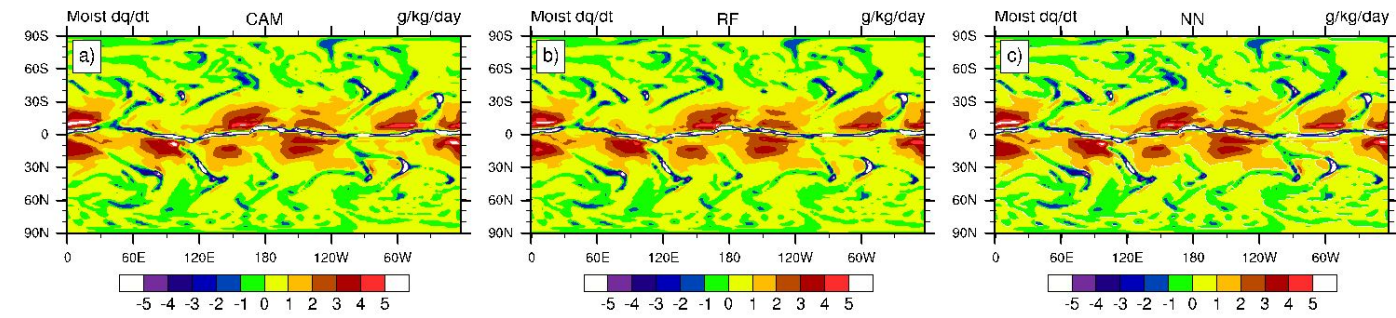 Moist dq/dt CAM g/kg/day
a)
90S
60S
30S
0
30N
60N
90N
0 60E 120E 180 120W 60W
-5 -4 -3 -2 -1 0 1 2 3 4 5
Moist dq/dt RF g/kg/day
b)
90S
60S
30S
0
30N
60N
90N
0 60E 120E 180 120W 60W
-5 -4 -3 -2 -1 0 1 2 3 4 5
Moist dq/dt NN g/kg/day
c)
90S
60S
30S
0
30N
60N
90N
0 60E 120E 180 120W 60W
-5 -4 -3 -2 -1 0 1 2 3 4 5